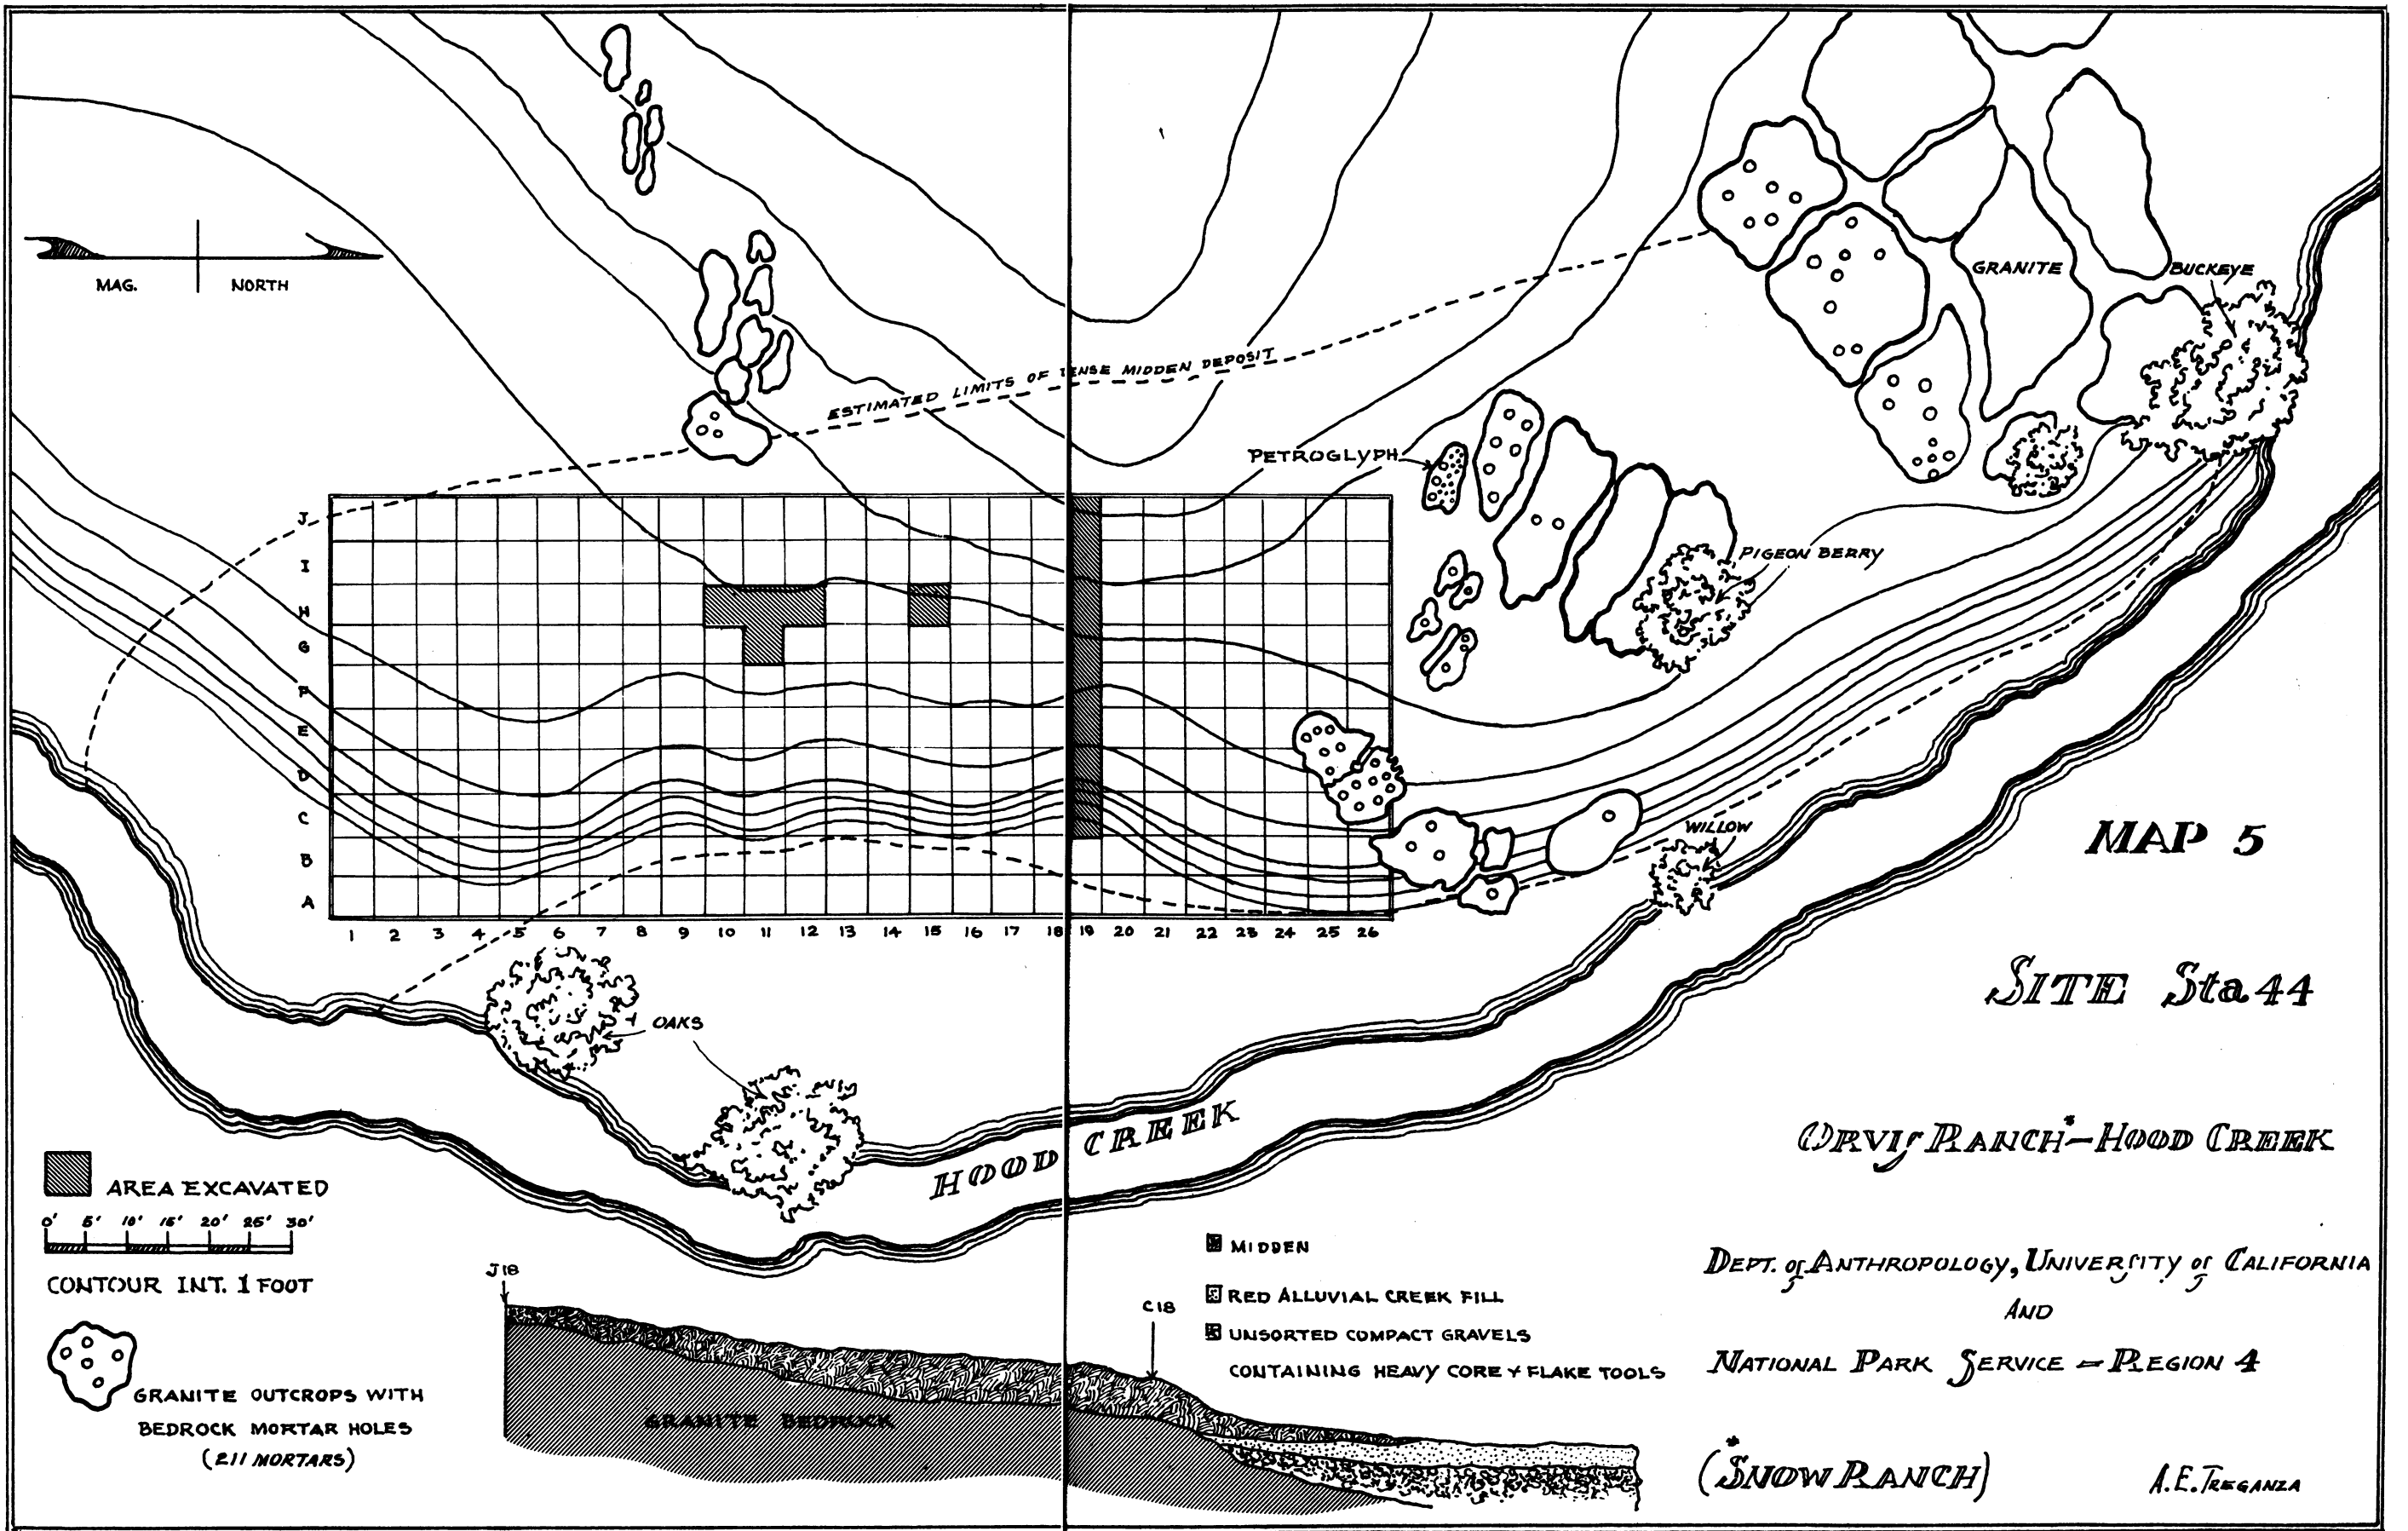 MAG. NORTH
ESTIMATED LIMITS OF DENSE MIDDEN DEPOSIT
GRANITE
BUCKEYE
PETROGLYPH
PIGEON BERRY
WILLOW
J
I
H
G
F
E
D
C
B
A
1 2 3 4 5 6 7 8 9 10 11 12 13 14 15 16 17 18 19 20 21 22 23 24 25 26
OAKS
HOOD CREEK
MAP 5
SITE Sta 44
ORVIS RANCH*–HOOD CREEK
DEPT. of ANTHROPOLOGY, UNIVERSITY of CALIFORNIA
AND
NATIONAL PARK SERVICE – REGION 4
(*SNOW RANCH)
A.E. TREGANZA
AREA EXCAVATED
0' 5' 10' 15' 20' 25' 30'
CONTOUR INT. 1 FOOT
GRANITE OUTCROPS WITH
BEDROCK MORTAR HOLES
(211 MORTARS)
J18
C18
GRANITE BEDROCK
MIDDEN
RED ALLUVIAL CREEK FILL
UNSORTED COMPACT GRAVELS
CONTAINING HEAVY CORE & FLAKE TOOLS